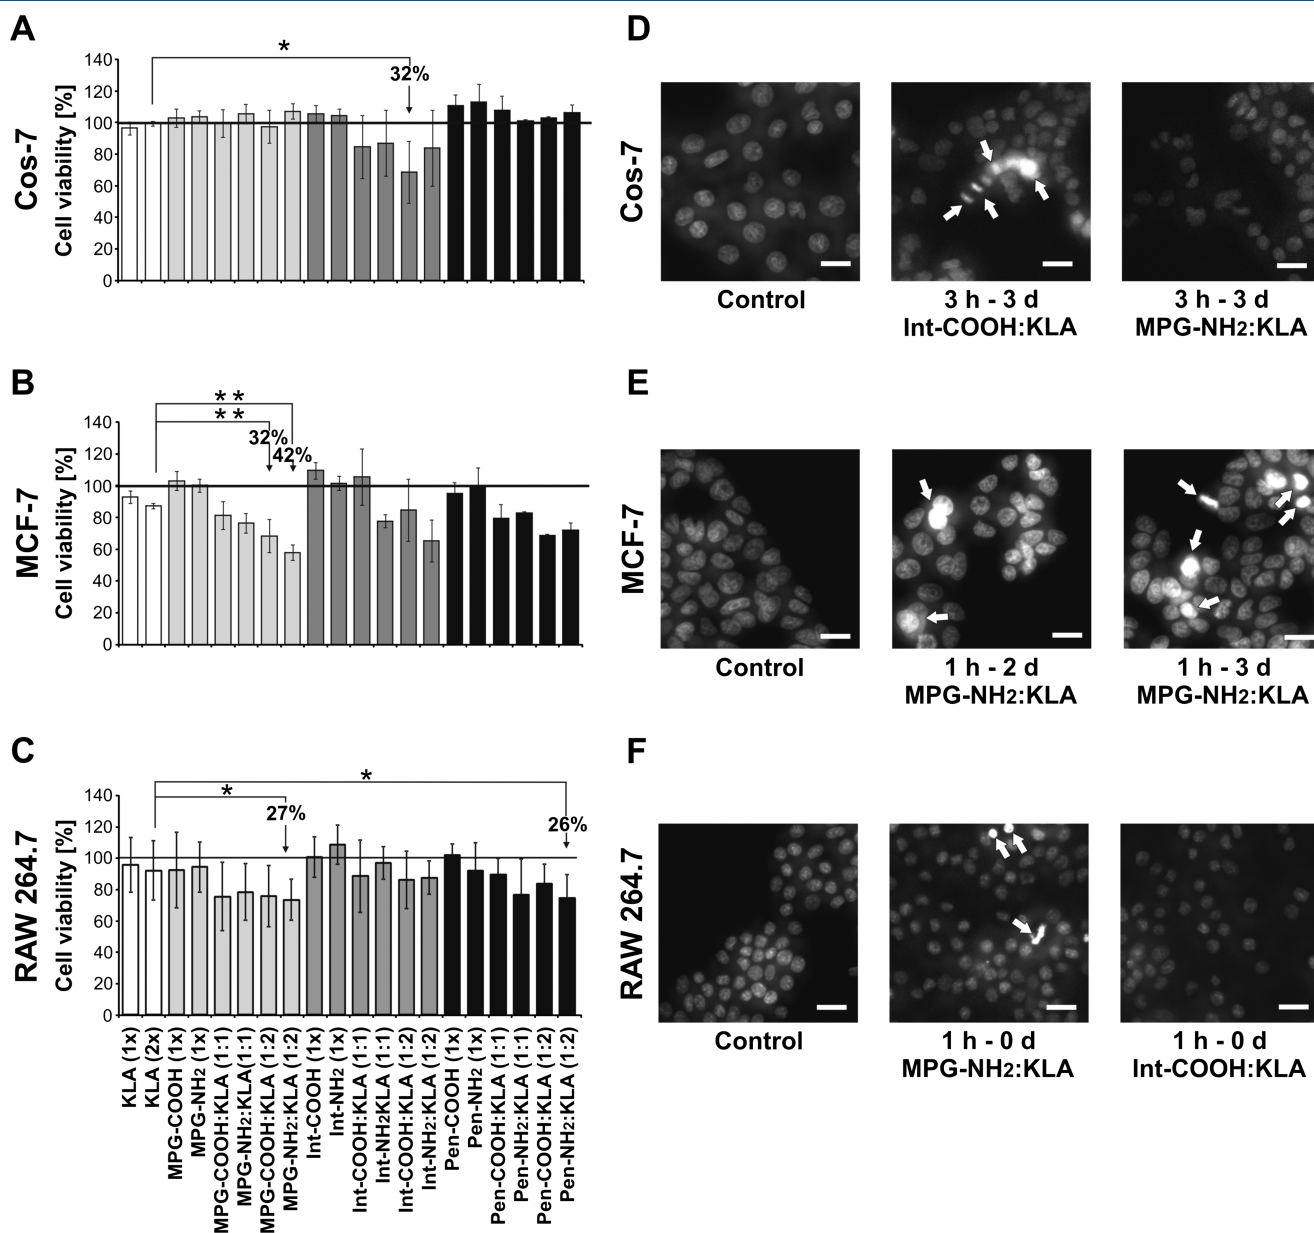 A
Cos-7
Cell viability [%]
140
120
100
80
60
40
20
0
*
32%
B
MCF-7
Cell viability [%]
140
120
100
80
60
40
20
0
* *
* *
32%
42%
C
RAW 264.7
Cell viability [%]
140
120
100
80
60
40
20
0
*
*
27%
26%
KLA (1x)
KLA (2x)
MPG-COOH (1x)
MPG-NH2 (1x)
MPG-COOH:KLA (1:1)
MPG-NH2:KLA(1:1)
MPG-COOH:KLA (1:2)
MPG-NH2:KLA (1:2)
Int-COOH (1x)
Int-NH2 (1x)
Int-COOH:KLA (1:1)
Int-NH2KLA (1:1)
Int-COOH:KLA (1:2)
Int-NH2:KLA (1:2)
Pen-COOH (1x)
Pen-NH2 (1x)
Pen-COOH:KLA (1:1)
Pen-NH2:KLA (1:1)
Pen-COOH:KLA (1:2)
Pen-NH2:KLA (1:2)
D
Cos-7
Control
3 h - 3 d
Int-COOH:KLA
3 h - 3 d
MPG-NH2:KLA
E
MCF-7
Control
1 h - 2 d
MPG-NH2:KLA
1 h - 3 d
MPG-NH2:KLA
F
RAW 264.7
Control
1 h - 0 d
MPG-NH2:KLA
1 h - 0 d
Int-COOH:KLA